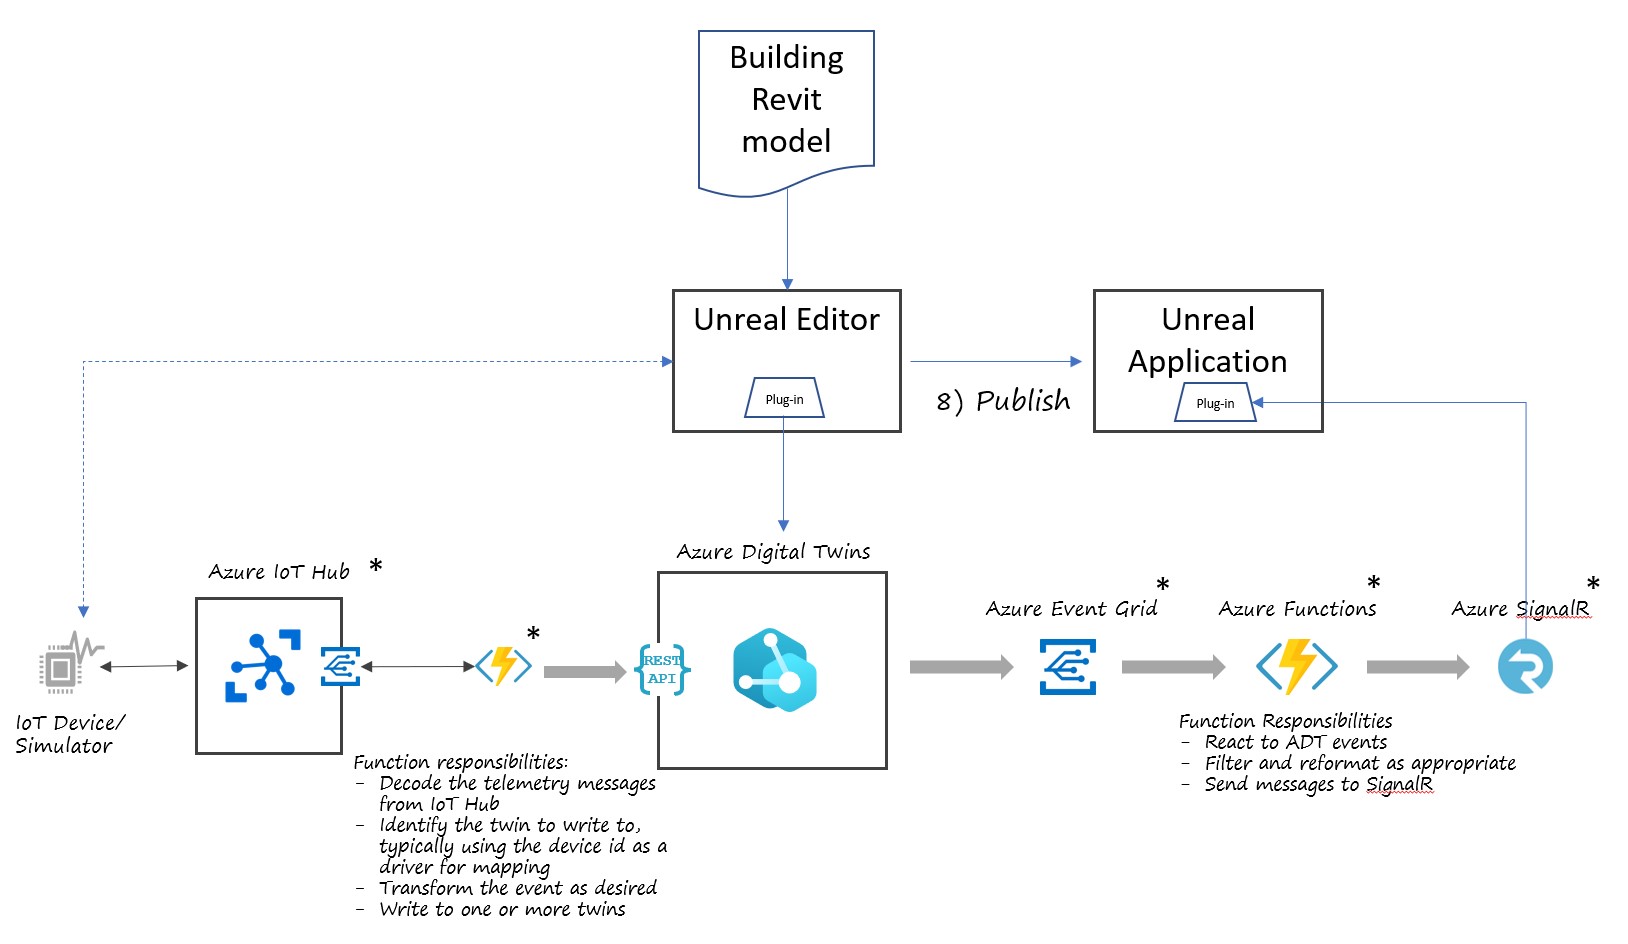 Building
Revit
model
Unreal Editor
Plug-in
8) Publish
Unreal
Application
Plug-in
Azure IoT Hub *
*
Azure Digital Twins
REST
API
Azure Event Grid *
Azure Functions *
Azure SignalR *
IoT Device/
Simulator
Function responsibilities:
- Decode the telemetry messages
from IoT Hub
- Identify the twin to write to,
typically using the device id as a
driver for mapping
- Transform the event as desired
- Write to one or more twins
Function Responsibilities
- React to ADT events
- Filter and reformat as appropriate
- Send messages to SignalR